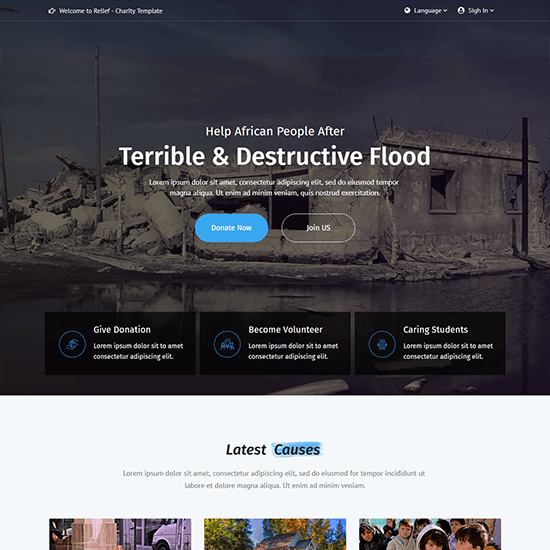 Welcome to Relief - Charity Template
Language
Sigh In
Help African People After
Terrible & Destructive Flood
Lorem ipsum dolor sit amet, consectetur adipiscing elit, sed do eiusmod tempor
magna aliqua. Ut enim ad minim veniam, quis nostrud exercitation.
Donate Now
Join US
Give Donation
Lorem ipsum dolor sit to amet
consectetur adipiscing elit.
Become Volunteer
Lorem ipsum dolor sit to amet
consectetur adipiscing elit.
Caring Students
Lorem ipsum dolor sit to amet
consectetur adipiscing elit.
Latest Causes
Lorem ipsum dolor sit amet, consectetur adipiscing elit, sed do eiusmod tempor incididunt ut
labore et dolore magna aliqua. Ut enim ad minim veniam.